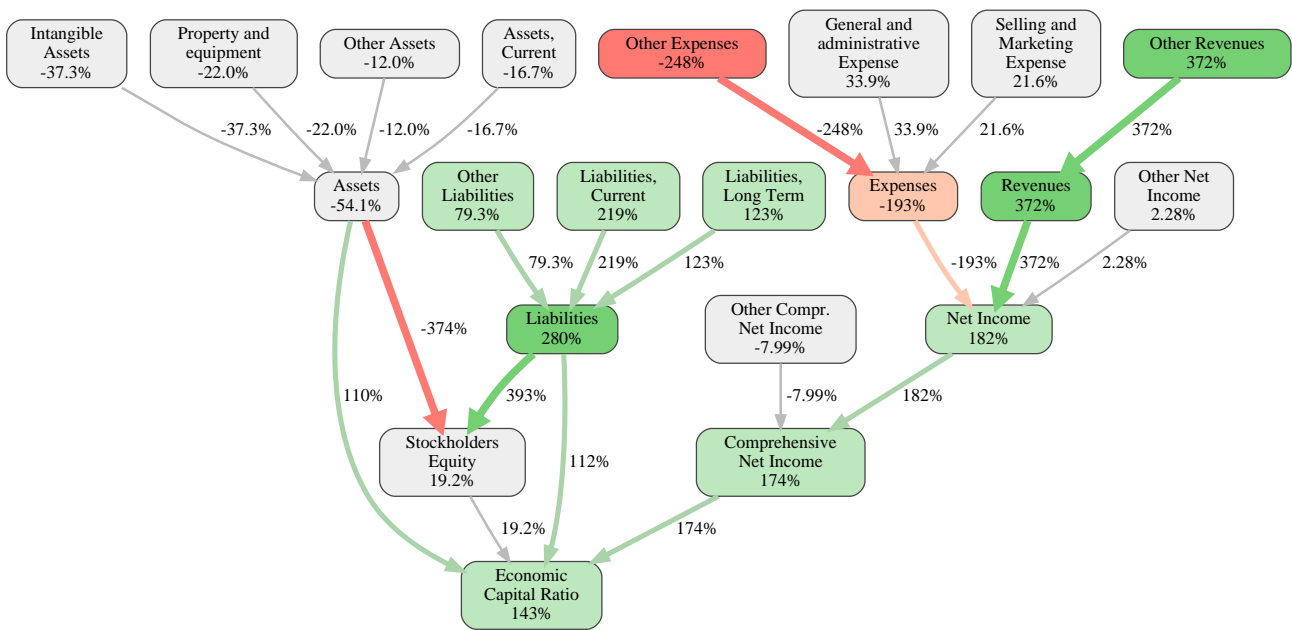 Intangible
Assets
-37.3%
Property and
equipment
-22.0%
Other Assets
-12.0%
Assets,
Current
-16.7%
Other Expenses
-248%
General and
administrative
Expense
33.9%
Selling and
Marketing
Expense
21.6%
Other Revenues
372%
-37.3%
-22.0%
-12.0%
-16.7%
-248%
33.9%
21.6%
372%
Assets
-54.1%
Other
Liabilities
79.3%
Liabilities,
Current
219%
Liabilities,
Long Term
123%
Expenses
-193%
Revenues
372%
Other Net
Income
2.28%
79.3%
219%
123%
-193%
372%
2.28%
-374%
Liabilities
280%
Other Compr.
Net Income
-7.99%
Net Income
182%
110%
393%
-7.99%
182%
Stockholders
Equity
19.2%
112%
Comprehensive
Net Income
174%
19.2%
174%
Economic
Capital Ratio
143%